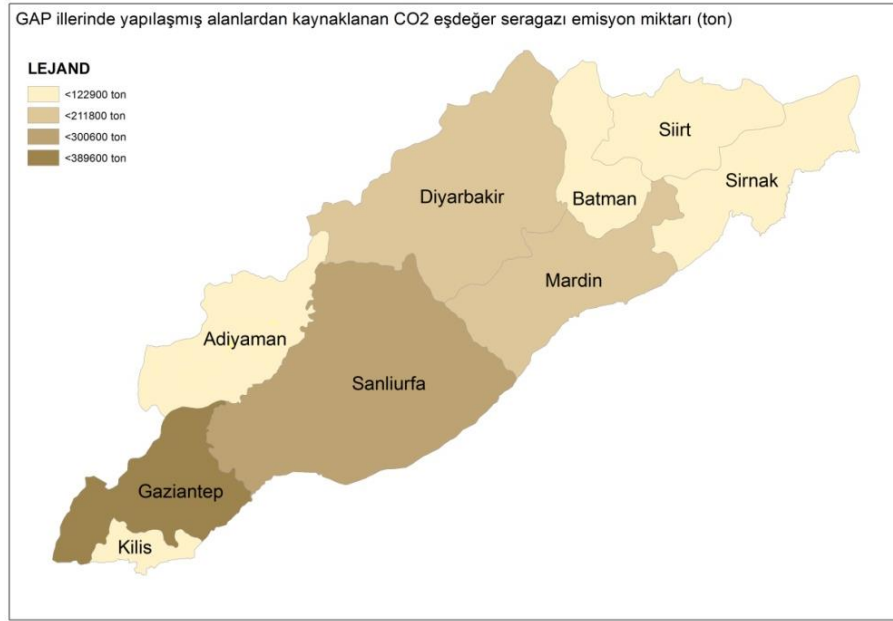 GAP illerinde yapılaşmış alanlardan kaynaklanan CO2 eşdeğer seragazı emisyon miktarı (ton)
LEJAND
<122900 ton
<211800 ton
<300600 ton
<389600 ton
Siirt
Diyarbakir
Batman
Sirnak
Mardin
Adiyaman
Sanliurfa
Gaziantep
Kilis